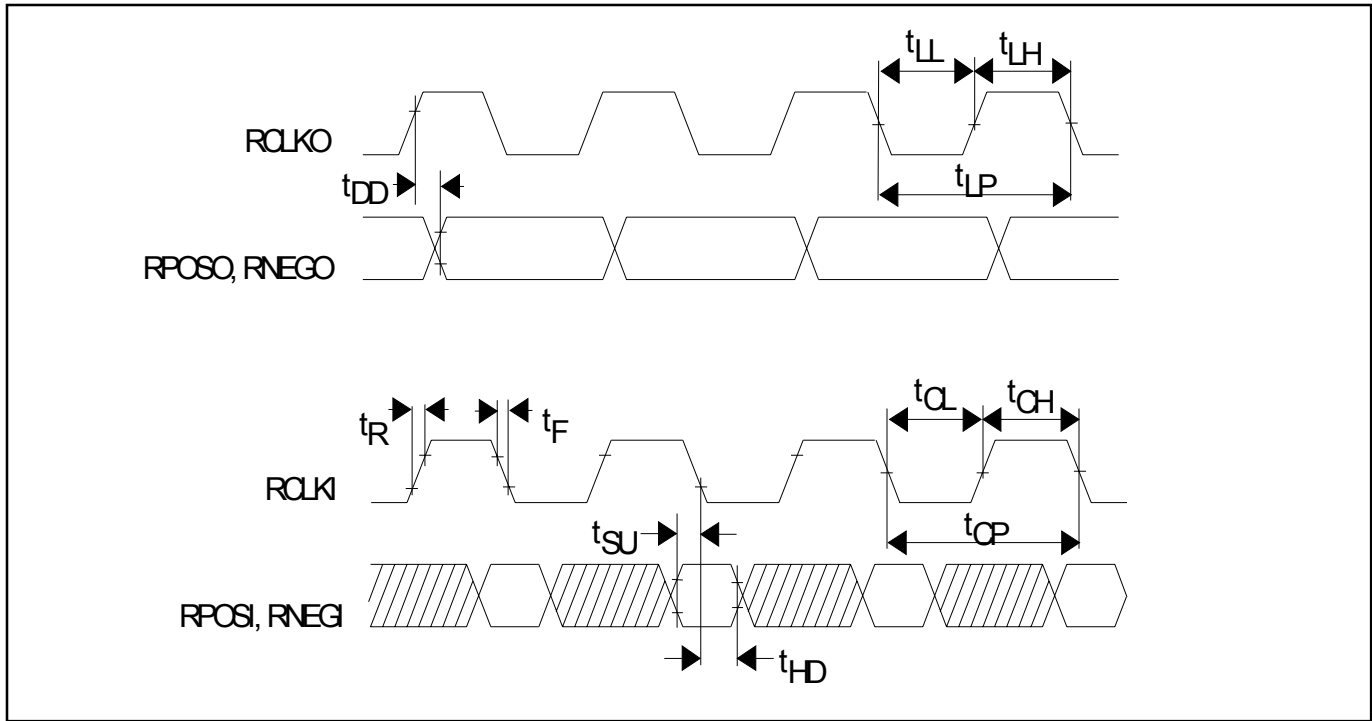 tLL tLH
RCLKO
tDD tLP
RPOSO, RNEGO
tCL tCH
tR tF
RCLKI
tSU tCP
RPOSI, RNEGI
tHD